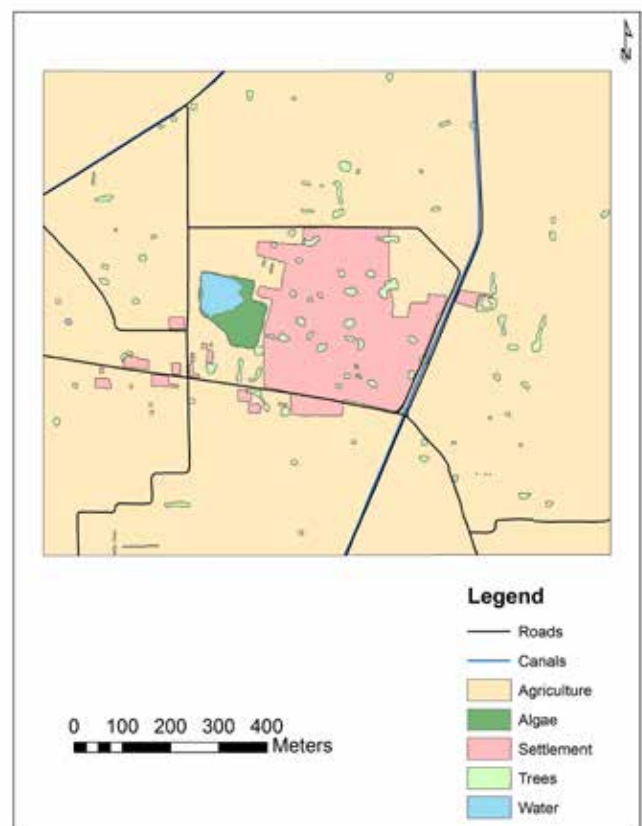 Legend
Roads
Canals
Agriculture
Algae
Settlement
Trees
Water
0 100 200 300 400
Meters